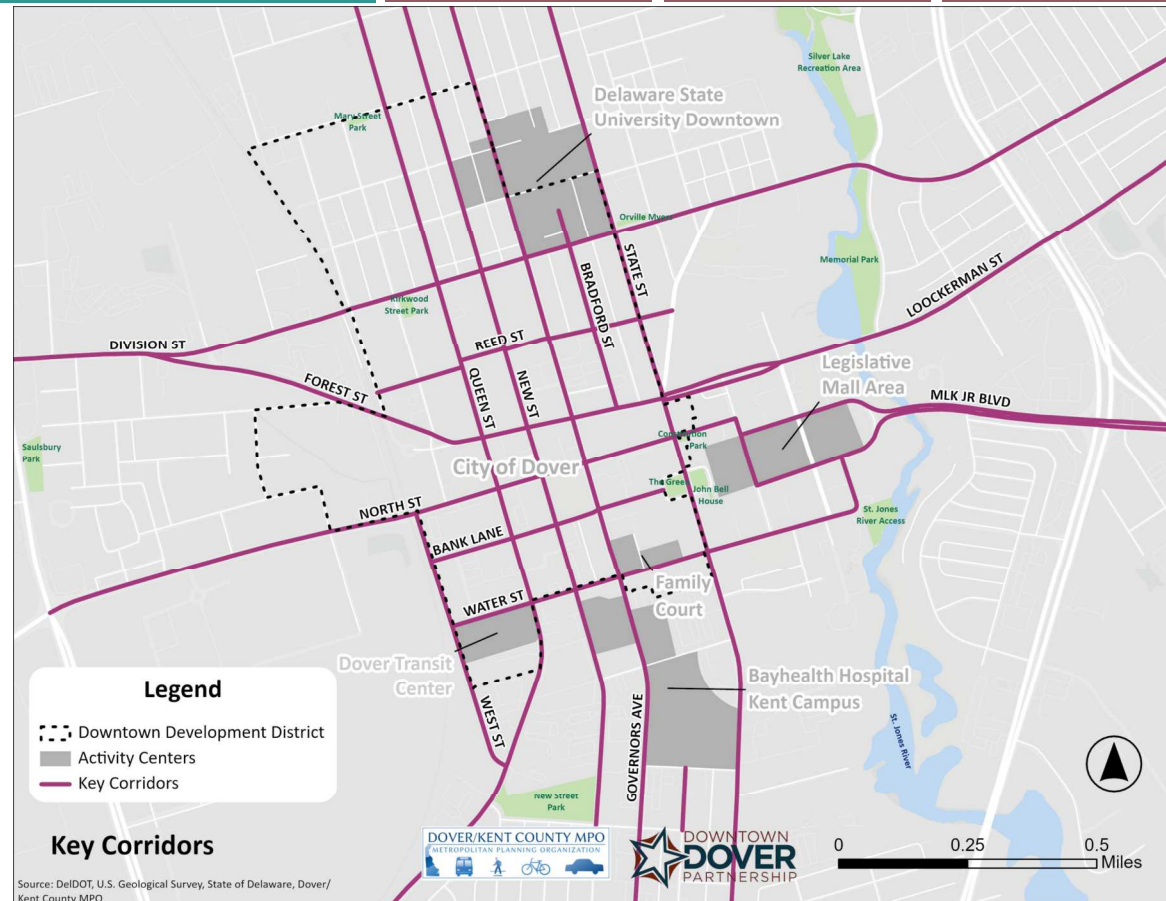 Silver Lake
Recreation Area
Delaware State
University Downtown
Mary Street
Park
Orville Myers
STATE ST
BRADFORD ST
Memorial Park
LOOCKERMAN ST
Kirkwood
Street Park
DIVISION ST
REED ST
FOREST ST
QUEEN ST
NEW ST
Legislative
Mall Area
MLK JR BLVD
Saulsbury
Park
Constitution
Park
City of Dover
The Green
John Bell
House
NORTH ST
St. Jones
River Access
BANK LANE
Family
Court
WATER ST
Dover Transit
Center
Bayhealth Hospital
Kent Campus
WEST ST
GOVERNORS AVE
St. Jones River
New Street
Park
Legend
Downtown Development District
Activity Centers
Key Corridors
Key Corridors
DOVER/KENT COUNTY MPO
METROPOLITAN PLANNING ORGANIZATION
DOWNTOWN
DOVER
PARTNERSHIP
0 0.25 0.5
Miles
Source: DelDOT, U.S. Geological Survey, State of Delaware, Dover/
Kent County MPO